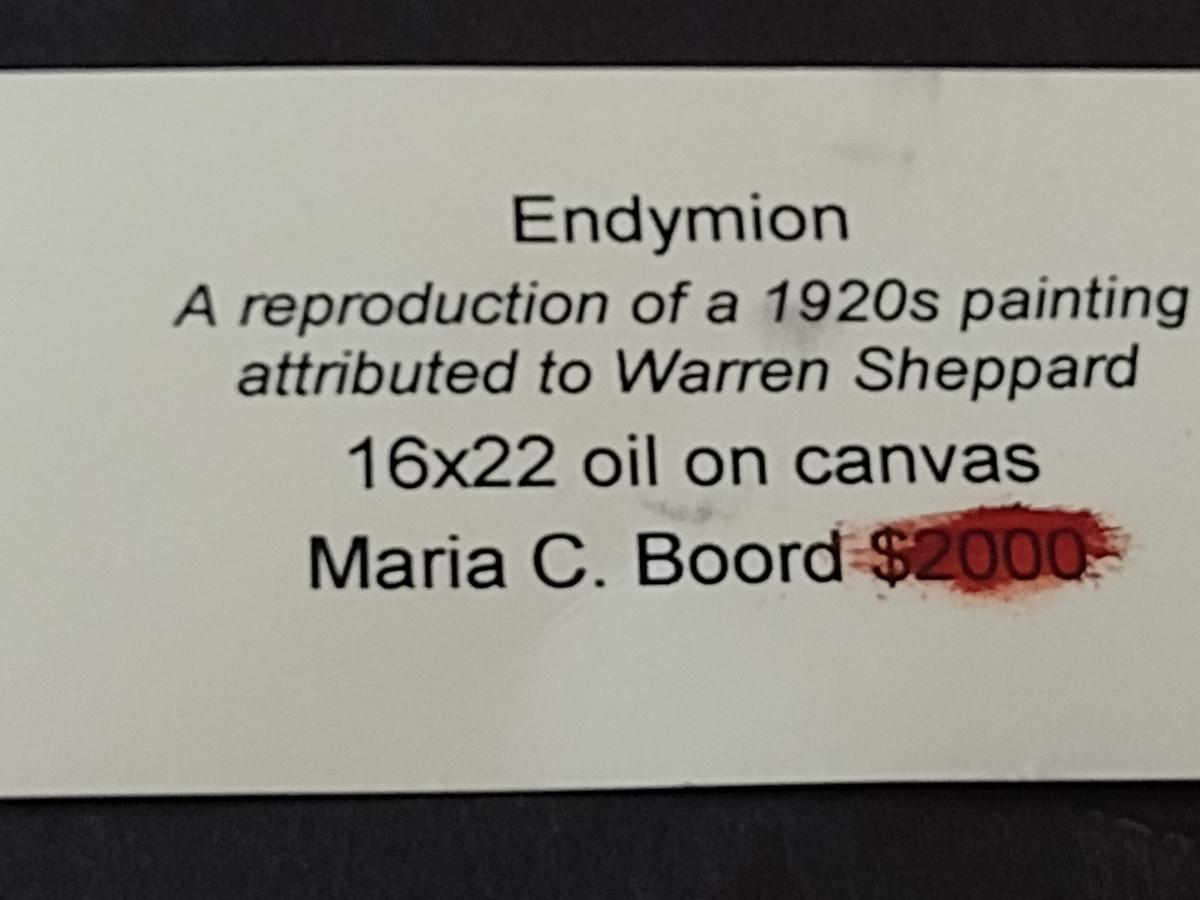 Endymion
A reproduction of a 1920s painting
attributed to Warren Sheppard
16x22 oil on canvas
Maria C. Boord $2000